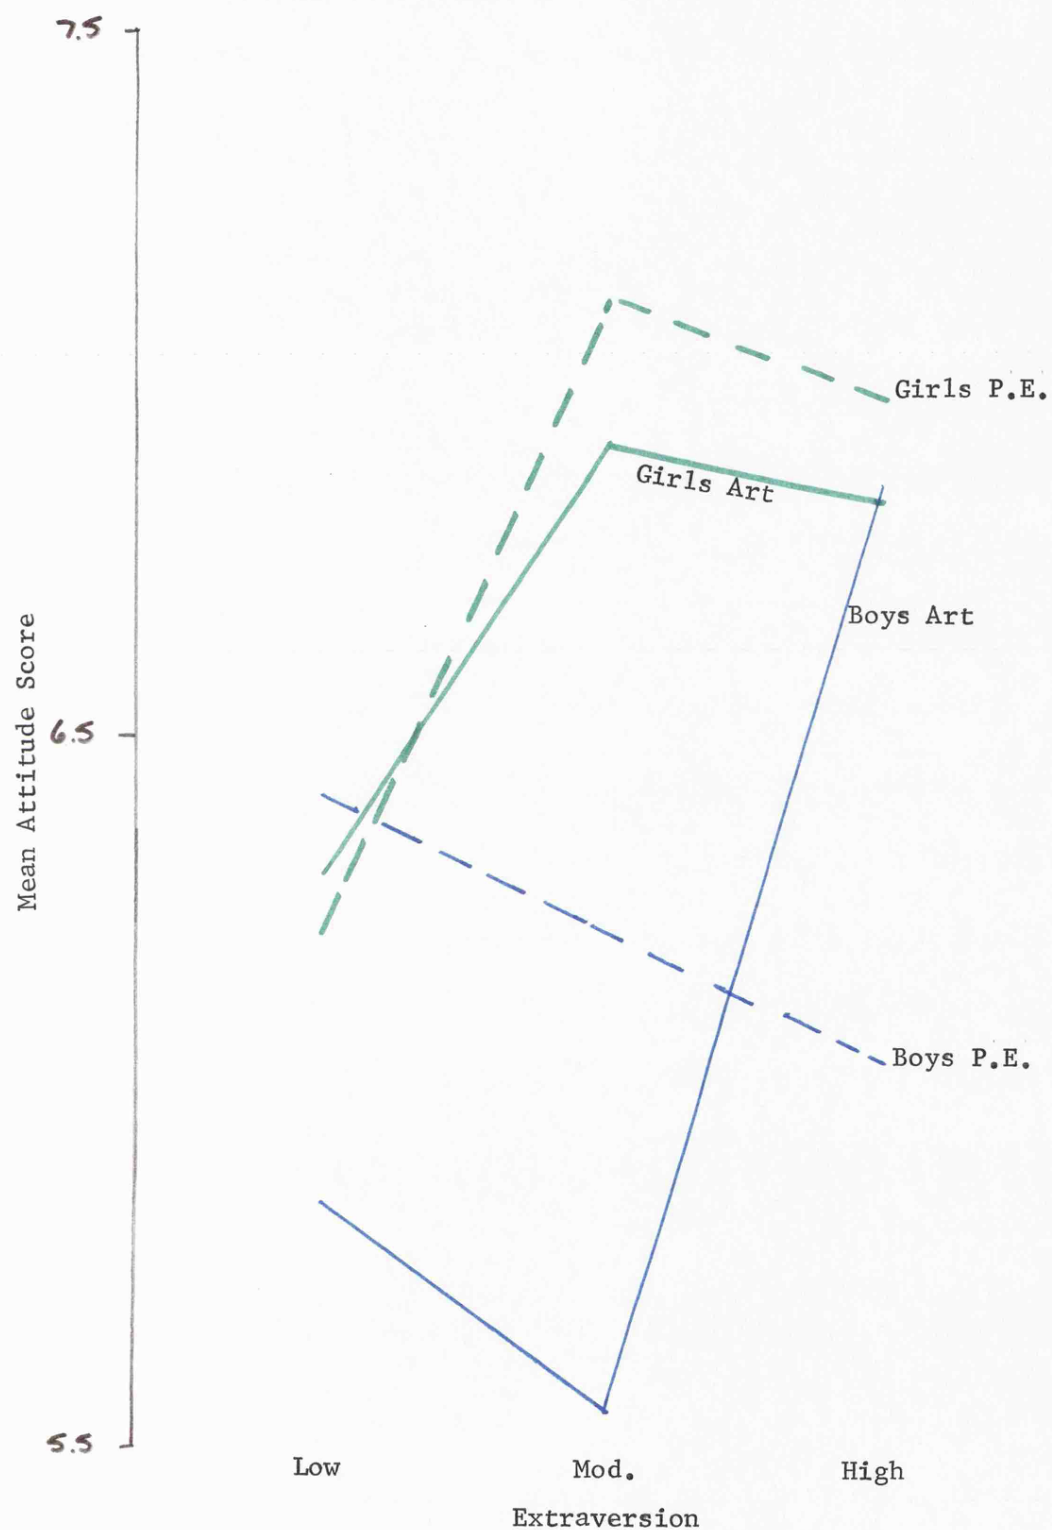 7.5
Girls P.E.
Girls Art
Boys Art
Mean Attitude Score
6.5
Boys P.E.
5.5
Low
Mod.
High
Extraversion